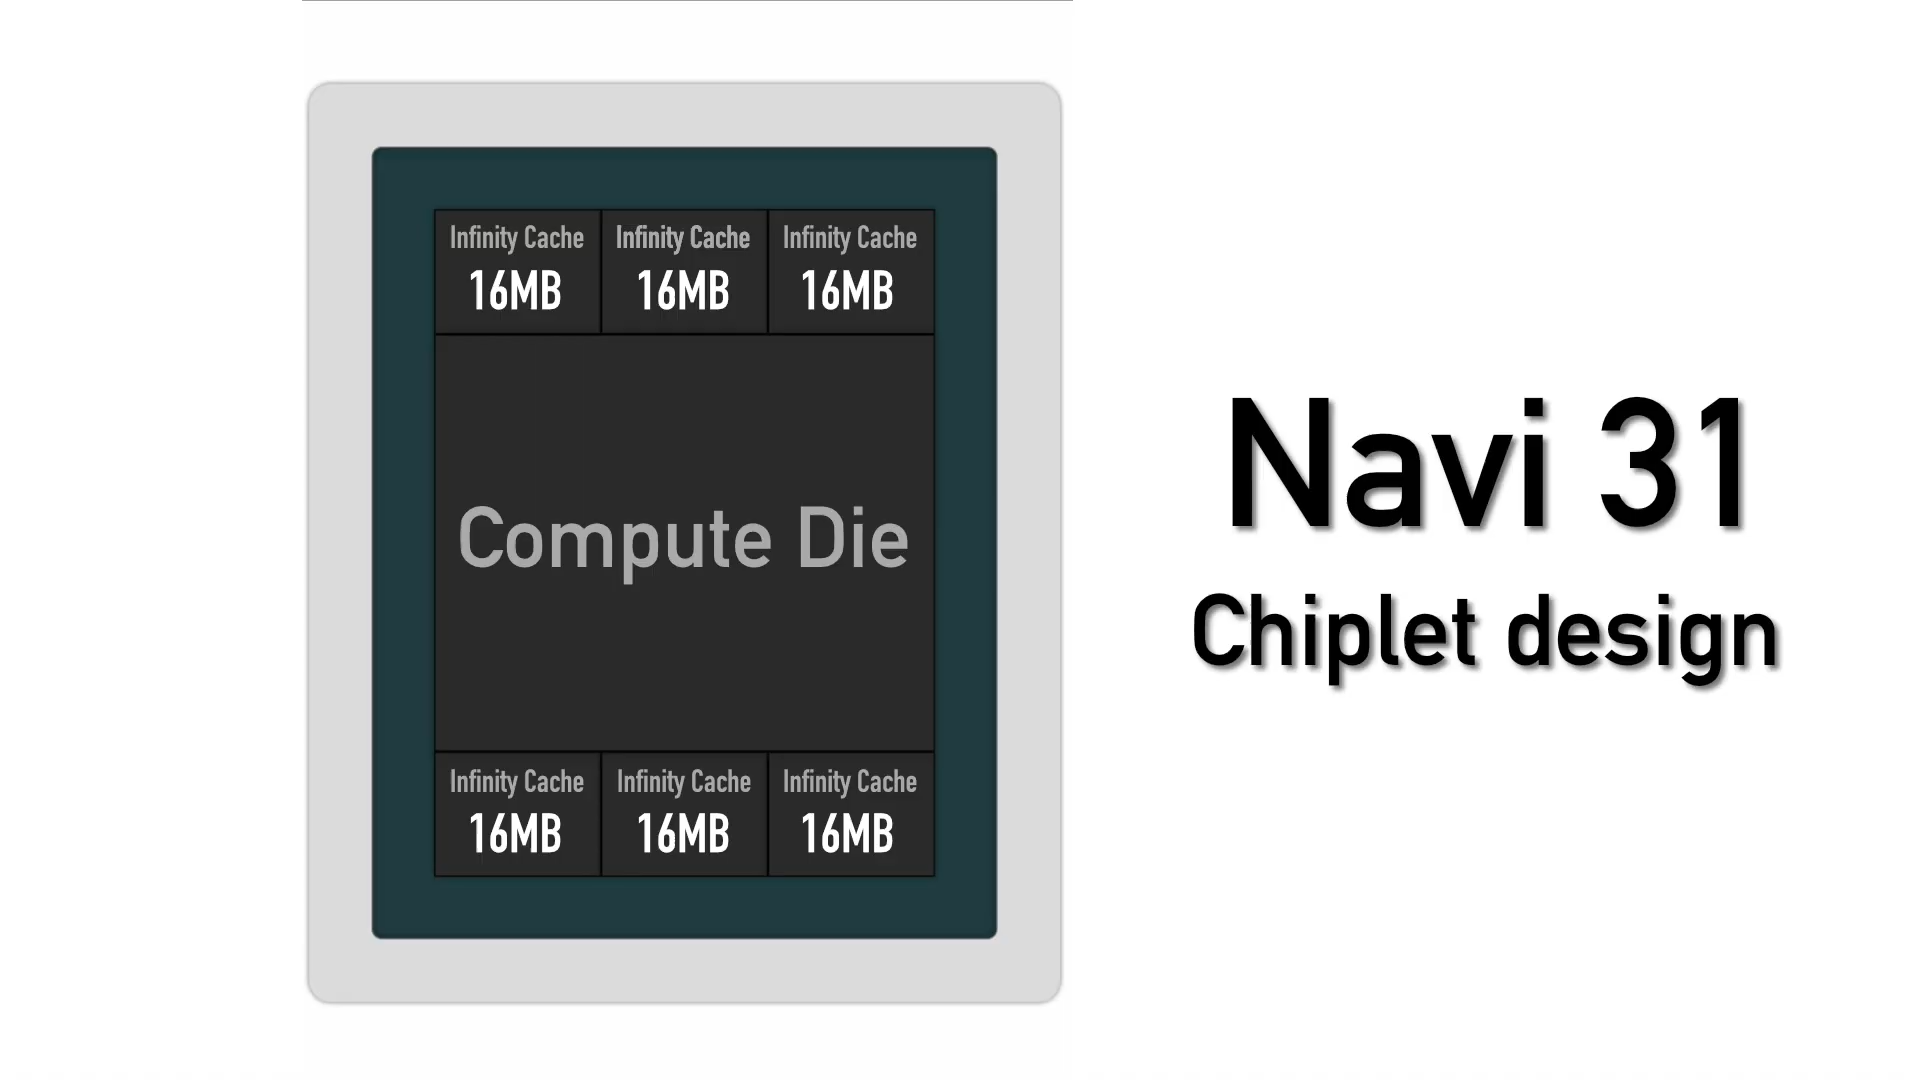 Infinity Cache Infinity Cache Infinity Cache
16MB 16MB 16MB
Compute Die
Infinity Cache Infinity Cache Infinity Cache
16MB 16MB 16MB
Navi 31
Chiplet design